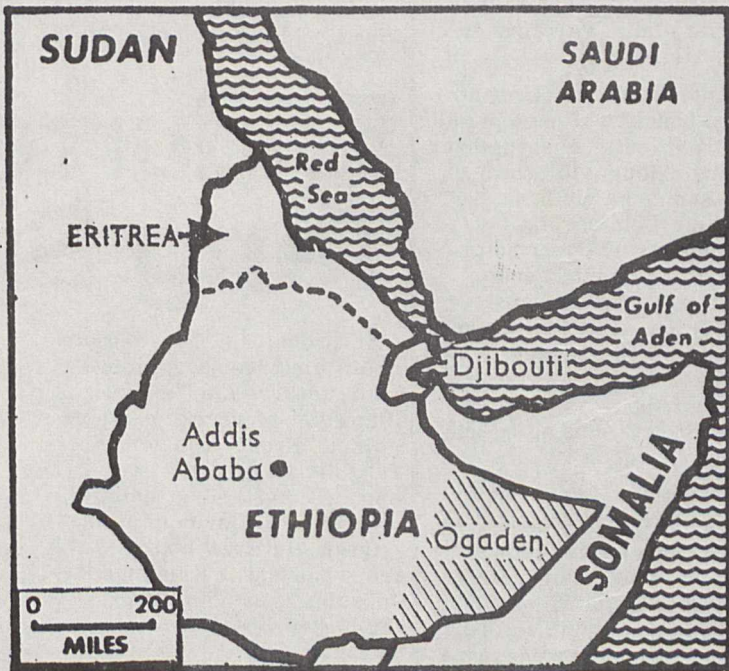 SUDAN
SAUDI
ARABIA
Red
Sea
ERITREA
Gulf of
Aden
Djibouti
Addis
Ababa
ETHIOPIA
Ogaden
SOMALIA
0 200
MILES